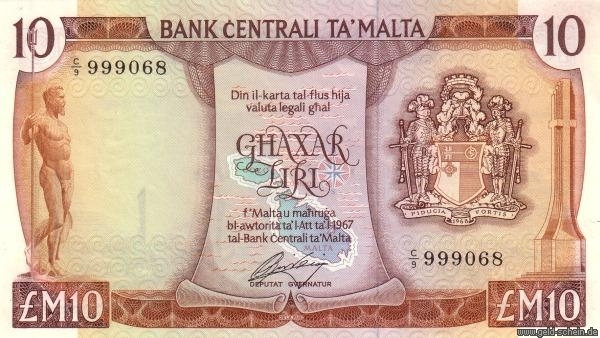 10 BANK ĊENTRALI TA' MALTA 10
C/9 999068
Din il-karta tal-flus hija
valuta legali għal
GĦAXAR
LIRI
f'Malta u maħruġa
bl-awtorità ta'l-Att ta'l-1967
tal-Bank Ċentrali ta'Malta
FIDUCIA FORTIS
1968
C/9 999068
DEPUTAT GVERNATUR
MALTA
£M10 £M10
www.geld-schein.de